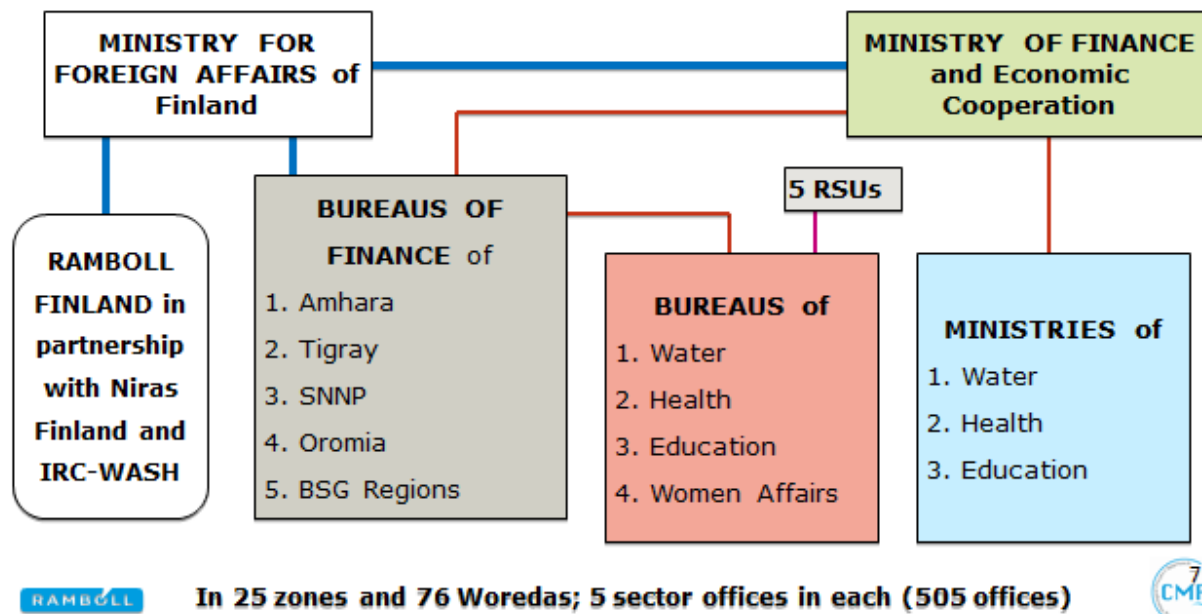 MINISTRY FOR
FOREIGN AFFAIRS of
Finland
MINISTRY OF FINANCE
and Economic
Cooperation
5 RSUs
RAMBOLL
FINLAND in
partnership
with Niras
Finland and
IRC-WASH
BUREAUS OF
FINANCE of
1. Amhara
2. Tigray
3. SNNP
4. Oromia
5. BSG Regions
BUREAUS of
1. Water
2. Health
3. Education
4. Women Affairs
MINISTRIES of
1. Water
2. Health
3. Education
RAMBOLL
In 25 zones and 76 Woredas; 5 sector offices in each (505 offices)
7